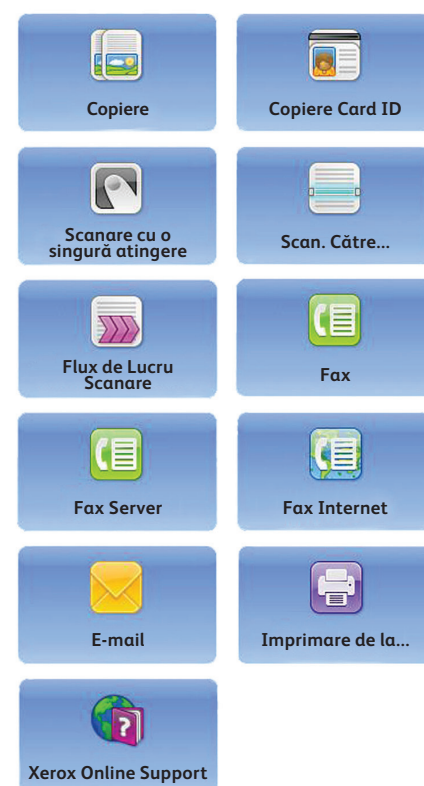 Copiere
Copiere Card ID
Scanare cu o
singură atingere
Scan. Către...
Flux de Lucru
Scanare
Fax
Fax Server
Fax Internet
E-mail
Imprimare de la...
Xerox Online Support